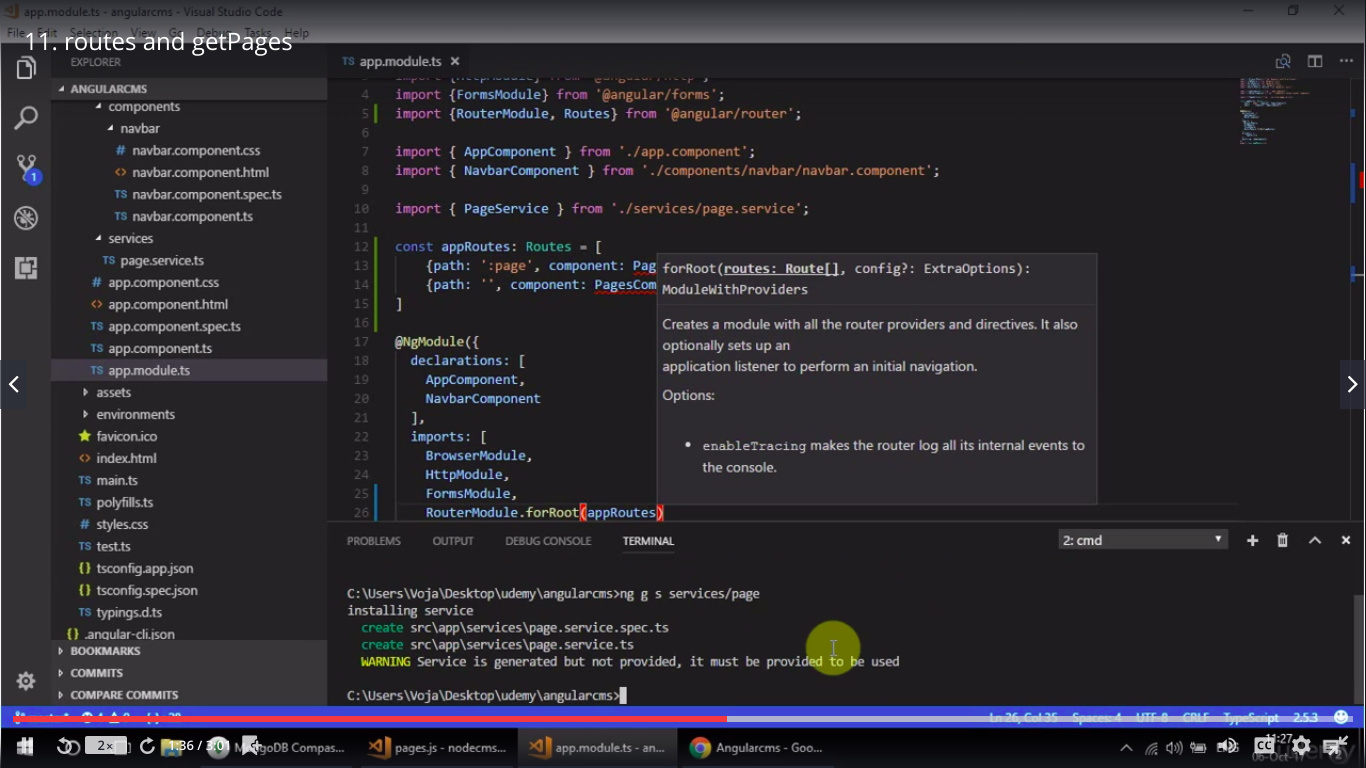 app.module.ts - angularcms - Visual Studio Code
File Edit Selection View Go Debug Tasks Help
11. routes and getPages
EXPLORER
ANGULARCMS
components
navbar
# navbar.component.css
<> navbar.component.html
TS navbar.component.spec.ts
TS navbar.component.ts
services
TS page.service.ts
# app.component.css
<> app.component.html
TS app.component.spec.ts
TS app.component.ts
TS app.module.ts
assets
environments
favicon.ico
<> index.html
TS main.ts
TS polyfills.ts
# styles.css
TS test.ts
{} tsconfig.app.json
{} tsconfig.spec.json
TS typings.d.ts
{} .angular-cli.json
BOOKMARKS
COMMITS
COMPARE COMMITS
1
TS app.module.ts ×
4 import {FormsModule} from '@angular/forms';
5 import {RouterModule, Routes} from '@angular/router';
6
7 import { AppComponent } from './app.component';
8 import { NavbarComponent } from './components/navbar/navbar.component';
9
10 import { PageService } from './services/page.service';
11
12 const appRoutes: Routes = [
13 {path: ':page', component: Pag
14 {path: '', component: PagesCom
15 ]
16
17 @NgModule({
18 declarations: [
19 AppComponent,
20 NavbarComponent
21 ],
22 imports: [
23 BrowserModule,
24 HttpModule,
25 FormsModule,
26 RouterModule.forRoot(appRoutes)
forRoot(routes: Route[], config?: ExtraOptions):
ModuleWithProviders
Creates a module with all the router providers and directives. It also
optionally sets up an
application listener to perform an initial navigation.
Options:
• enableTracing makes the router log all its internal events to
the console.
PROBLEMS OUTPUT DEBUG CONSOLE TERMINAL
2: cmd
C:\Users\Voja\Desktop\udemy\angularcms>ng g s services/page
installing service
create src\app\services\page.service.spec.ts
create src\app\services\page.service.ts
WARNING Service is generated but not provided, it must be provided to be used
C:\Users\Voja\Desktop\udemy\angularcms>
Ln 26, Col 35 Spaces: 4 UTF-8 CRLF TypeScript 2.5.3
2x
1:36 / 3:01
MongoDB Compas...
pages.js - nodecms...
app.module.ts - an...
Angularcms - Goo...
CC
11:27
06-Oct-17